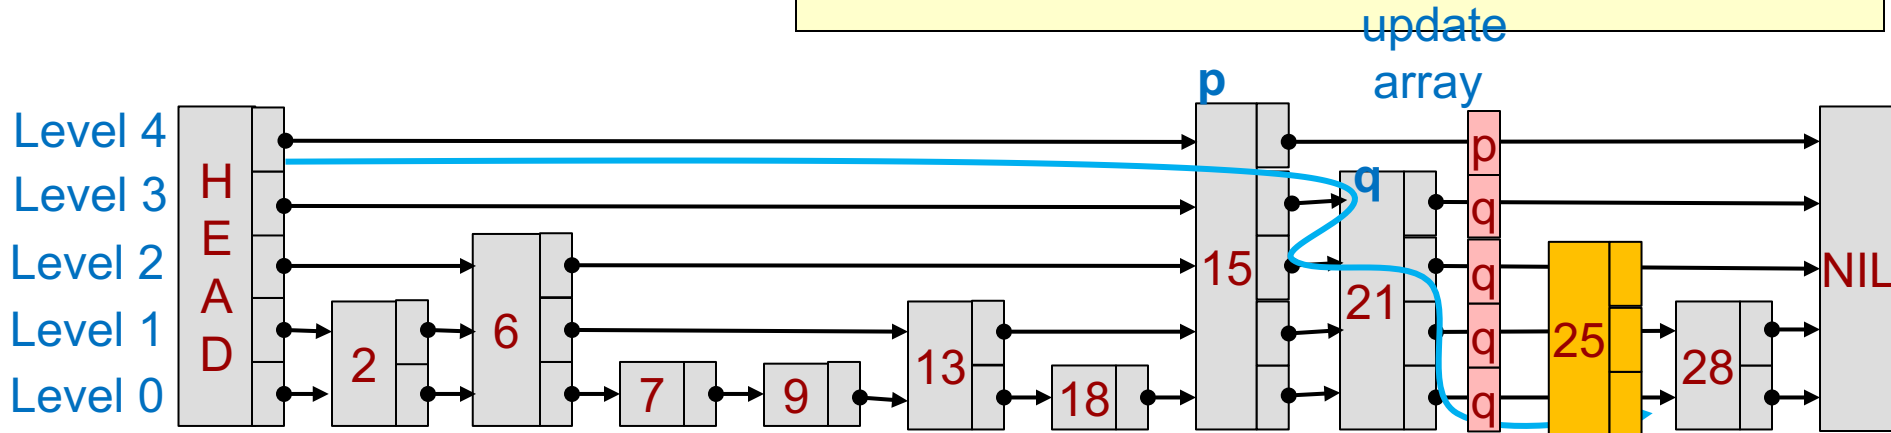 update
array
p
Level 4
Level 3
Level 2
Level 1
Level 0
H
E
A
D
2
6
7
9
13
18
15
q
21
p
q
q
q
q
25
28
NIL